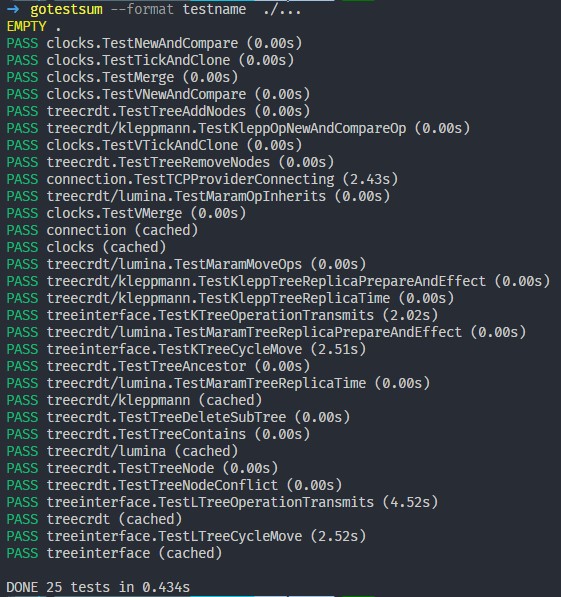 ➜ gotestsum --format testname ./...
EMPTY .
PASS clocks.TestNewAndCompare (0.00s)
PASS clocks.TestTickAndClone (0.00s)
PASS clocks.TestMerge (0.00s)
PASS clocks.TestVNewAndCompare (0.00s)
PASS treecrdt.TestTreeAddNodes (0.00s)
PASS treecrdt/kleppmann.TestKleppOpNewAndCompareOp (0.00s)
PASS clocks.TestVTickAndClone (0.00s)
PASS treecrdt.TestTreeRemoveNodes (0.00s)
PASS connection.TestTCPProviderConnecting (2.43s)
PASS treecrdt/lumina.TestMaramOpInherits (0.00s)
PASS clocks.TestVMerge (0.00s)
PASS connection (cached)
PASS clocks (cached)
PASS treecrdt/lumina.TestMaramMoveOps (0.00s)
PASS treecrdt/kleppmann.TestKleppTreeReplicaPrepareAndEffect (0.00s)
PASS treecrdt/kleppmann.TestKleppTreeReplicaTime (0.00s)
PASS treeinterface.TestKTreeOperationTransmits (2.02s)
PASS treecrdt/lumina.TestMaramTreeReplicaPrepareAndEffect (0.00s)
PASS treeinterface.TestKTreeCycleMove (2.51s)
PASS treecrdt.TestTreeAncestor (0.00s)
PASS treecrdt/lumina.TestMaramTreeReplicaTime (0.00s)
PASS treecrdt/kleppmann (cached)
PASS treecrdt.TestTreeDeleteSubTree (0.00s)
PASS treecrdt.TestTreeContains (0.00s)
PASS treecrdt/lumina (cached)
PASS treecrdt.TestTreeNode (0.00s)
PASS treecrdt.TestTreeNodeConflict (0.00s)
PASS treeinterface.TestLTreeOperationTransmits (4.52s)
PASS treecrdt (cached)
PASS treeinterface.TestLTreeCycleMove (2.52s)
PASS treeinterface (cached)
DONE 25 tests in 0.434s